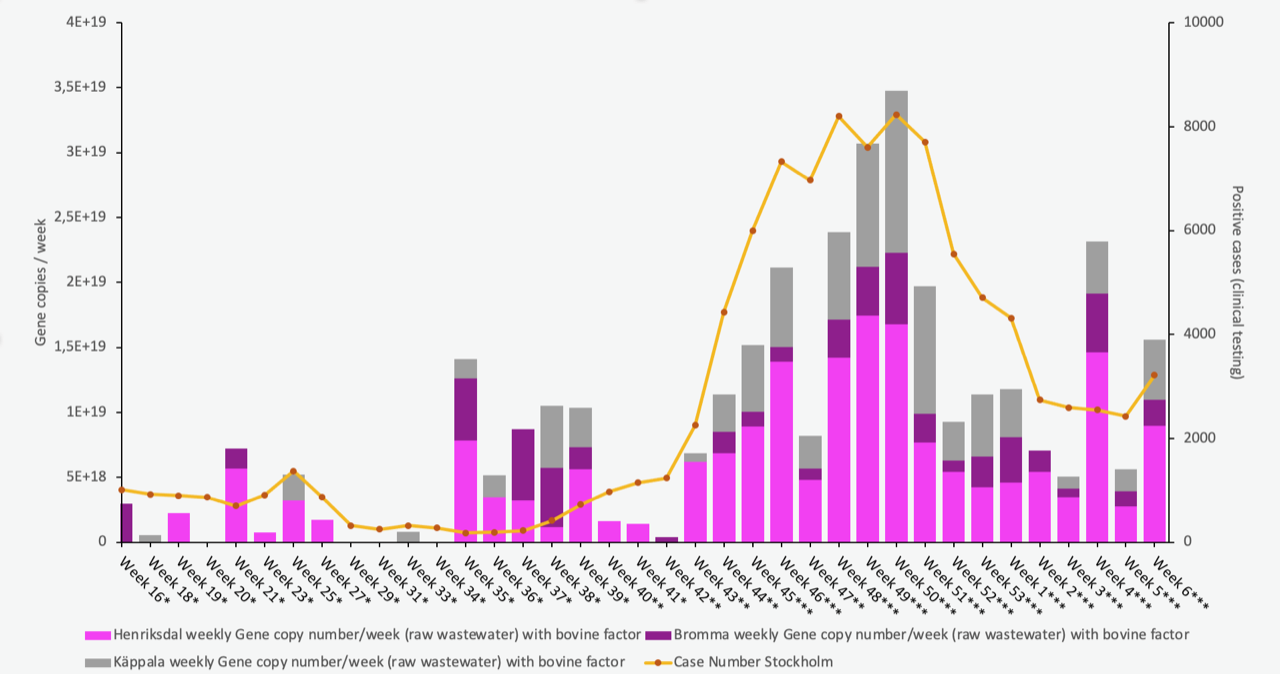 4E+19
3,5E+19
3E+19
2,5E+19
2E+19
1,5E+19
1E+19
5E+18
0
Gene copies / week
10000
8000
6000
4000
2000
0
Positive cases (clinical testing)
Week 16*
Week 18*
Week 19*
Week 20*
Week 21*
Week 23*
Week 25*
Week 27*
Week 29*
Week 31*
Week 33*
Week 34*
Week 35*
Week 36*
Week 37*
Week 38*
Week 39*
Week 40**
Week 41*
Week 42**
Week 43**
Week 44**
Week 45***
Week 46***
Week 47**
Week 48***
Week 49***
Week 50***
Week 51***
Week 52***
Week 53***
Week 1***
Week 2***
Week 3***
Week 4***
Week 5***
Week 6***
Henriksdal weekly Gene copy number/week (raw wastewater) with bovine factor
Bromma weekly Gene copy number/week (raw wastewater) with bovine factor
Käppala weekly Gene copy number/week (raw wastewater) with bovine factor
Case Number Stockholm